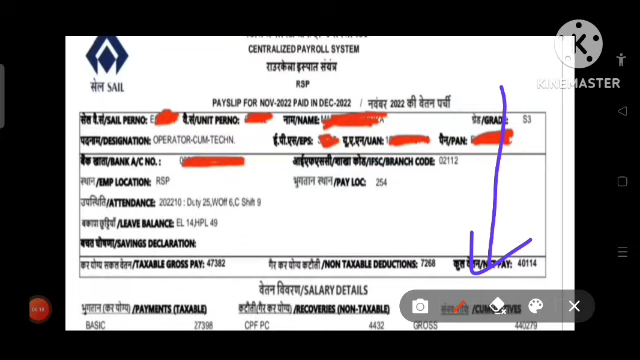 CENTRALIZED PAYROLL SYSTEM
राउरकेला इस्पात संयंत्र
RSP
सेल SAIL
PAYSLIP FOR NOV-2022 PAID IN DEC-2022 / नवंबर 2022 की वेतन पर्ची
KINEMASTER
सेल वै.सं/SAIL PERNO: वै.सं/UNIT PERNO: नाम/NAME: ग्रेड/GRADE: S3
पदनाम/DESIGNATION: OPERATOR-CUM-TECHN. ई.पी.एस/EPS: यू.ए.एन/UAN: पैन/PAN:
बैंक खाता/BANK A/C NO. : आईएफएससी/शाखा कोड/IFSC/BRANCH CODE: 02112
स्थान /EMP LOCATION: RSP भुगतान स्थान/PAY LOC: 254
उपस्थिति/ATTENDANCE: 202210 : Duty 25,WOff 6,C Shift 9
बकाया छुट्टियाँ/LEAVE BALANCE: EL 14,HPL 49
बचत घोषणा/SAVINGS DECLARATION:
कर योग्य सकल वेतन/TAXABLE GROSS PAY: 47382 गैर कर योग्य कटौती/NON TAXABLE DEDUCTIONS: 7268 कुल वेतन/NET PAY: 40114
वेतन विवरण/SALARY DETAILS
भुगतान (कर योग्य)/PAYMENTS (TAXABLE) कटौती(गैर कर योग्य)/RECOVERIES (NON-TAXABLE)
BASIC 27398 CPF PC 4432 GROSS 440279